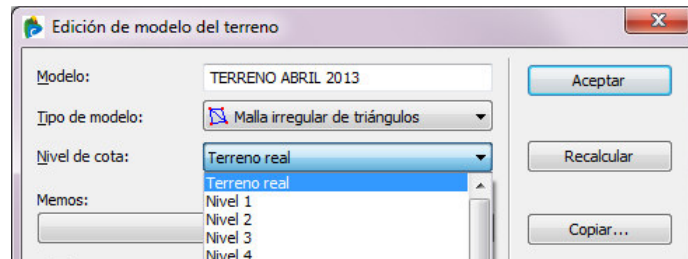 Edición de modelo del terreno
Modelo: TERRENO ABRIL 2013 Aceptar
Tipo de modelo: Malla irregular de triángulos
Nivel de cota: Terreno real Recalcular
Terreno real
Memos: Nivel 1
Nivel 2
Nivel 3 Copiar...
Nivel 4